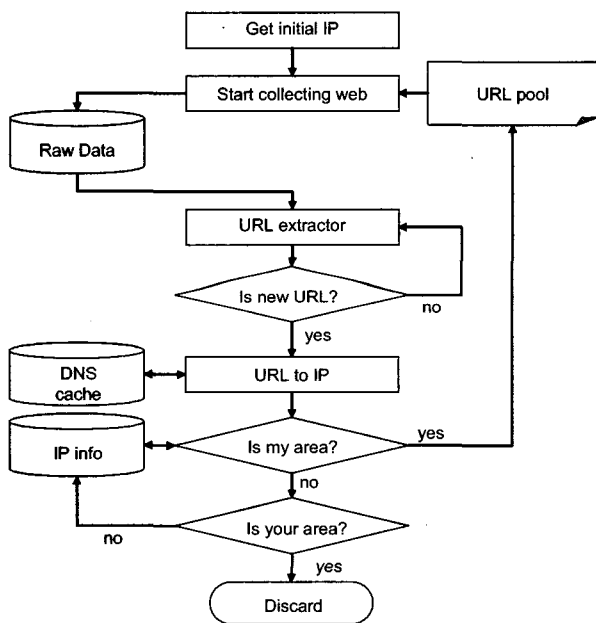 Get initial IP
Start collecting web
URL pool
Raw Data
URL extractor
Is new URL?
no
yes
DNS
cache
URL to IP
IP info
Is my area?
yes
no
Is your area?
no
yes
Discard